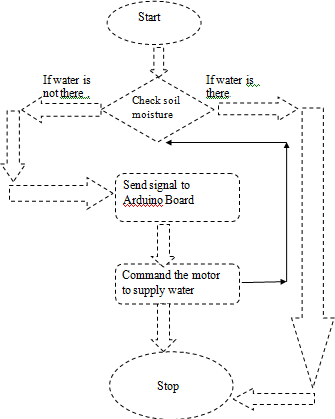 Start
If water is
not there..
If water is
there
Check soil
moisture
Send signal to
Arduino Board
Command the motor
to supply water
Stop